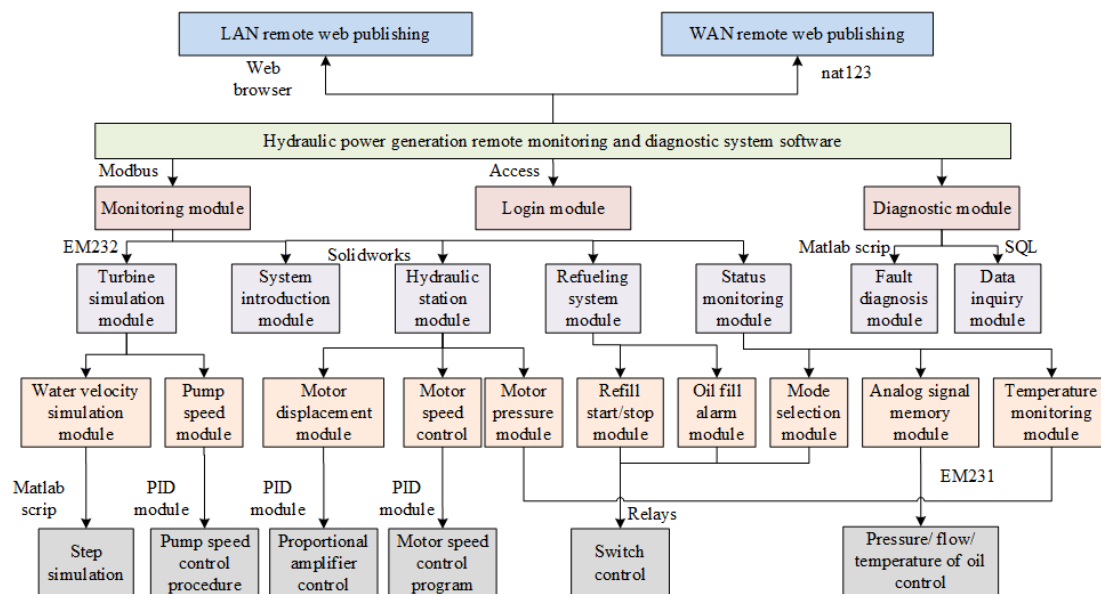 LAN remote web publishing
WAN remote web publishing
Web
browser
nat123
Hydraulic power generation remote monitoring and diagnostic system software
Modbus
Access
Monitoring module
Login module
Diagnostic module
EM232
Solidworks
Matlab scrip
SQL
Turbine
simulation
module
System
introduction
module
Hydraulic
station
module
Refueling
system
module
Status
monitoring
module
Fault
diagnosis
module
Data
inquiry
module
Water velocity
simulation
module
Pump
speed
module
Motor
displacement
module
Motor
speed
control
Motor
pressure
module
Refill
start/stop
module
Oil fill
alarm
module
Mode
selection
module
Analog signal
memory
module
Temperature
monitoring
module
Matlab
scrip
PID
module
PID
module
PID
module
Relays
EM231
Step
simulation
Pump speed
control
procedure
Proportional
amplifier
control
Motor speed
control
program
Switch
control
Pressure/ flow/
temperature of oil
control